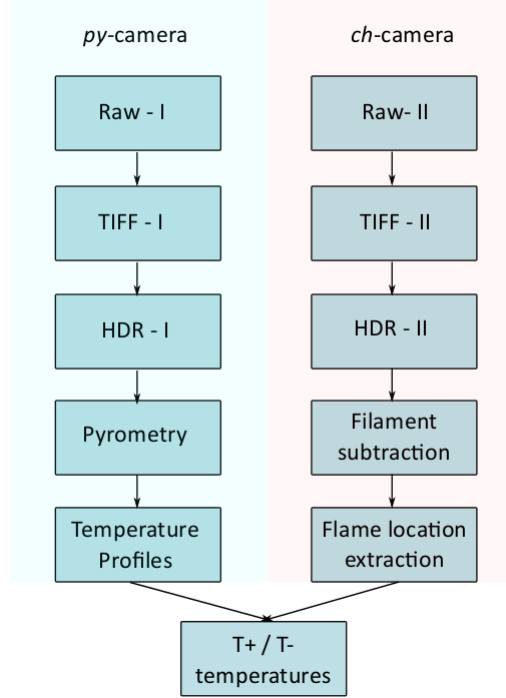 py-camera
Raw - I
TIFF - I
HDR - I
Pyrometry
Temperature
Profiles
ch-camera
Raw- II
TIFF - II
HDR - II
Filament
subtraction
Flame location
extraction
T+ / T-
temperatures